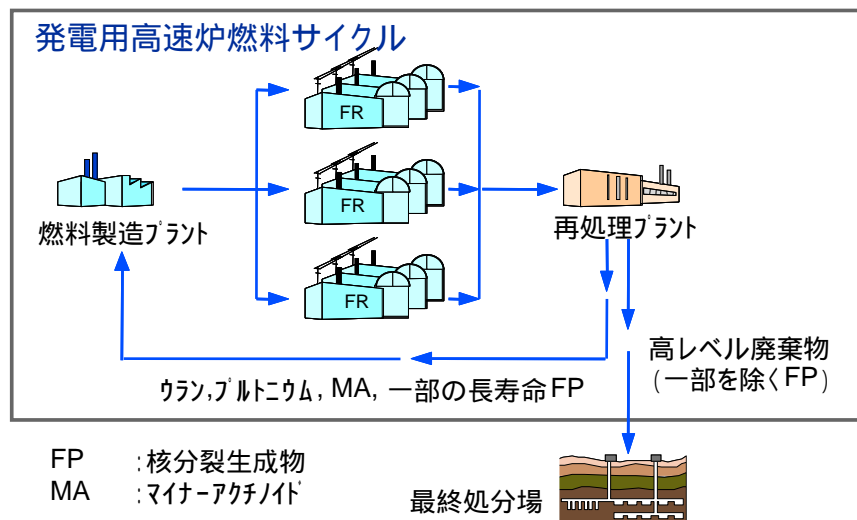 発電用高速炉燃料サイクル
FR
FR
FR
燃料製造ﾌﾟﾗﾝﾄ
再処理ﾌﾟﾗﾝﾄ
ｳﾗﾝ,ﾌﾟﾙﾄﾆｳﾑ, MA, 一部の長寿命FP
高レベル廃棄物
(一部を除くFP)
FP :核分裂生成物
MA :ﾏｲﾅｰｱｸﾁﾉｲﾄﾞ
最終処分場